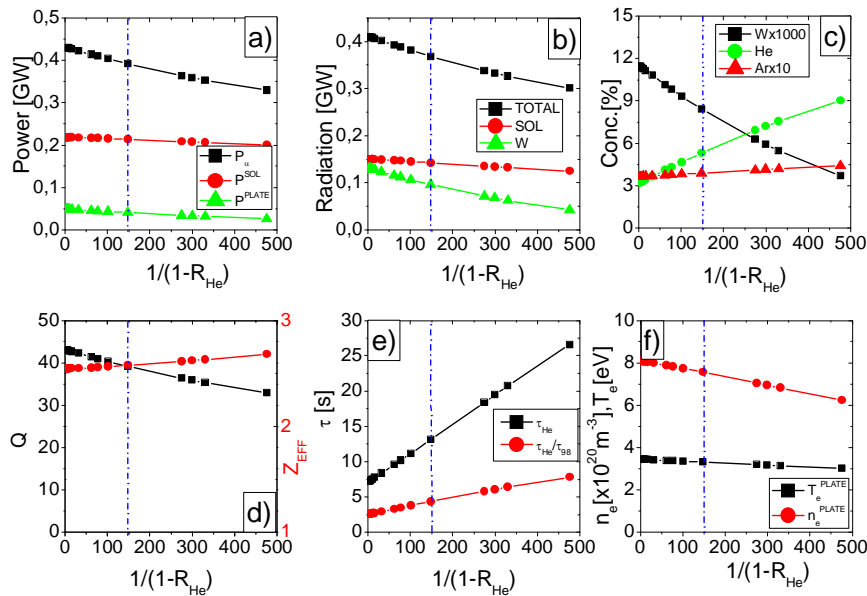 0,5
0,4
0,3
0,2
0,1
0,0
Power [GW]
a)
P_α
P^SOL
P^PLATE
0 100 200 300 400 500
1/(1-R_He)
0,4
0,3
0,2
0,1
0,0
Radiation [GW]
b)
TOTAL
SOL
W
0 100 200 300 400 500
1/(1-R_He)
15
12
9
6
3
0
Conc.[%]
Wx1000
He
Arx10
c)
0 100 200 300 400 500
1/(1-R_He)
50
40
30
20
10
0
Q
d)
3
2
1
Z_EFF
0 100 200 300 400 500
1/(1-R_He)
30
25
20
15
10
5
0
τ [s]
e)
τ_He
τ_He/τ_98
0 100 200 300 400 500
1/(1-R_He)
10
8
6
4
2
0
n_e[x10^20 m^-3],T_e[eV]
f)
T_e^PLATE
n_e^PLATE
0 100 200 300 400 500
1/(1-R_He)